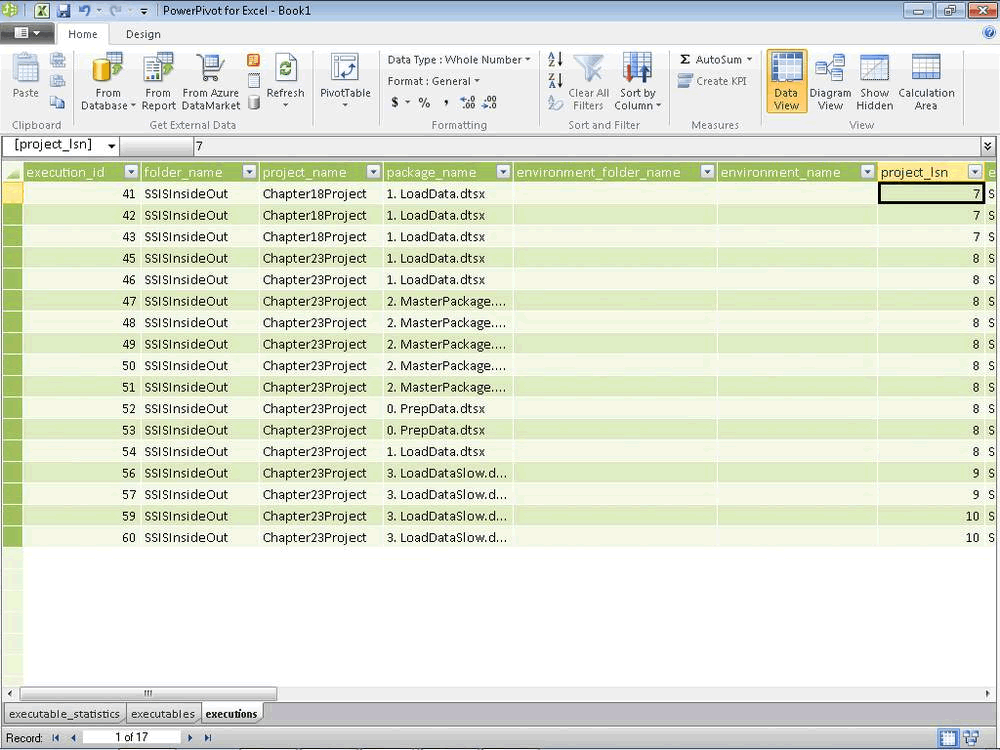 PowerPivot for Excel - Book1
Home Design
Paste
From Database
From Report
From Azure DataMarket
Refresh
PivotTable
Data Type : Whole Number
Format : General
$ % ,
Clear All Filters
Sort by Column
Σ AutoSum
Create KPI
Data View
Diagram View
Show Hidden
Calculation Area
Clipboard Get External Data Formatting Sort and Filter Measures View
[project_lsn] 7
execution_id folder_name project_name package_name environment_folder_name environment_name project_lsn e
41 SSISInsideOut Chapter18Project 1. LoadData.dtsx 7 S
42 SSISInsideOut Chapter18Project 1. LoadData.dtsx 7 S
43 SSISInsideOut Chapter18Project 1. LoadData.dtsx 7 S
45 SSISInsideOut Chapter23Project 1. LoadData.dtsx 8 S
46 SSISInsideOut Chapter23Project 1. LoadData.dtsx 8 S
47 SSISInsideOut Chapter23Project 2. MasterPackage.... 8 S
48 SSISInsideOut Chapter23Project 2. MasterPackage.... 8 S
49 SSISInsideOut Chapter23Project 2. MasterPackage.... 8 S
50 SSISInsideOut Chapter23Project 2. MasterPackage.... 8 S
51 SSISInsideOut Chapter23Project 2. MasterPackage.... 8 S
52 SSISInsideOut Chapter23Project 0. PrepData.dtsx 8 S
53 SSISInsideOut Chapter23Project 0. PrepData.dtsx 8 S
54 SSISInsideOut Chapter23Project 1. LoadData.dtsx 8 S
56 SSISInsideOut Chapter23Project 3. LoadDataSlow.d... 9 S
57 SSISInsideOut Chapter23Project 3. LoadDataSlow.d... 9 S
59 SSISInsideOut Chapter23Project 3. LoadDataSlow.d... 10 S
60 SSISInsideOut Chapter23Project 3. LoadDataSlow.d... 10 S
executable_statistics executables executions
Record: 1 of 17